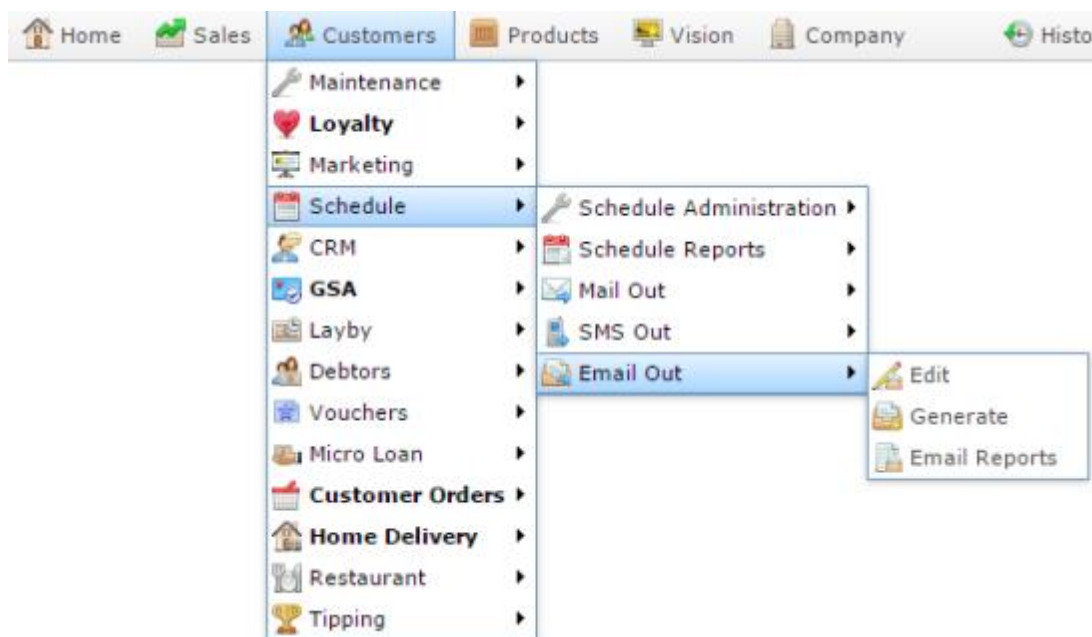 Home Sales Customers Products Vision Company Histo
Maintenance
Loyalty
Marketing
Schedule Schedule Administration
CRM Schedule Reports
GSA Mail Out
Layby SMS Out
Debtors Email Out Edit
Vouchers Generate
Micro Loan Email Reports
Customer Orders
Home Delivery
Restaurant
Tipping